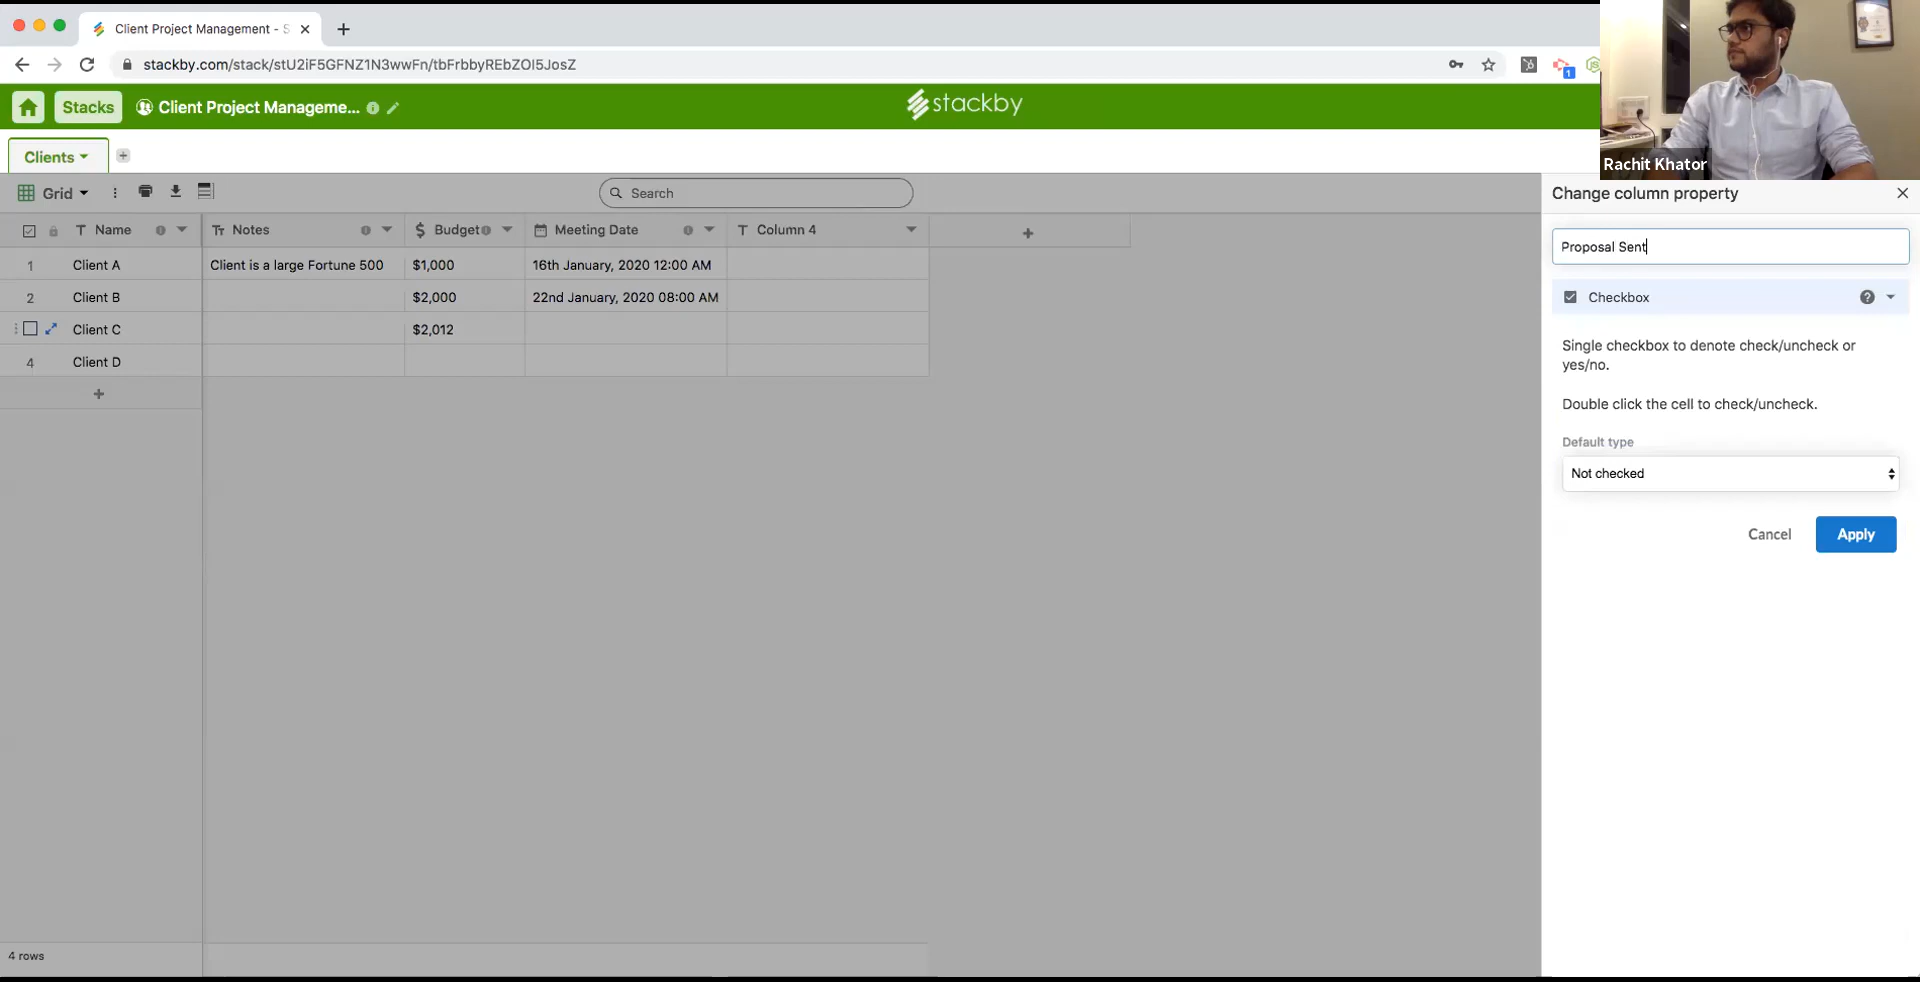 Client Project Management - S
stackby.com/stack/stU2iF5GFNZ1N3wwFn/tbFrbbyREbZOI5JosZ
1
Stacks
Client Project Manageme...
stackby
Rachit Khator
Clients
Grid
Search
Change column property
Name
Notes
$ Budget
Meeting Date
Column 4
Proposal Sent
1 Client A Client is a large Fortune 500 $1,000 16th January, 2020 12:00 AM
2 Client B $2,000 22nd January, 2020 08:00 AM
Client C $2,012
4 Client D
Checkbox
Single checkbox to denote check/uncheck or
yes/no.
Double click the cell to check/uncheck.
Default type
Not checked
Cancel
Apply
4 rows